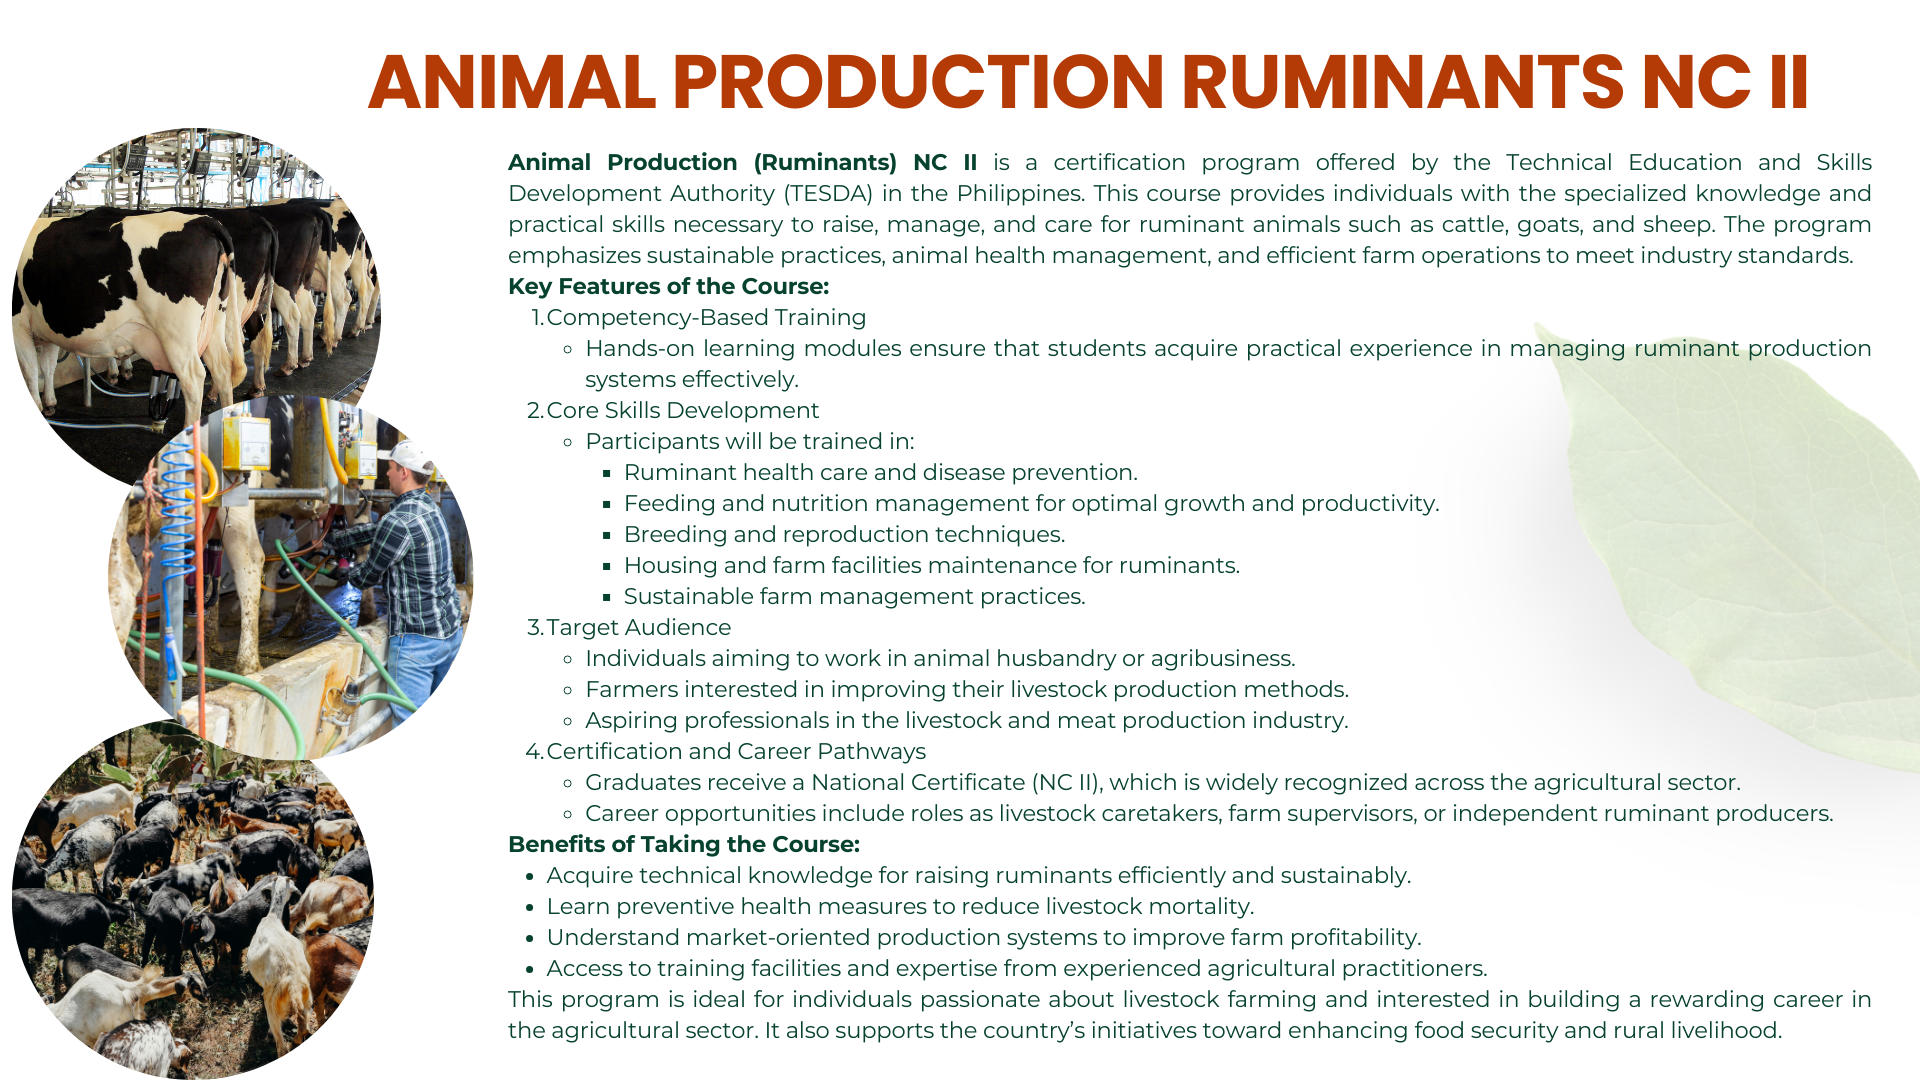 ANIMAL PRODUCTION RUMINANTS NC II
Animal Production (Ruminants) NC II is a certification program offered by the Technical Education and Skills
Development Authority (TESDA) in the Philippines. This course provides individuals with the specialized knowledge and
practical skills necessary to raise, manage, and care for ruminant animals such as cattle, goats, and sheep. The program
emphasizes sustainable practices, animal health management, and efficient farm operations to meet industry standards.
Key Features of the Course:
1. Competency-Based Training
◦ Hands-on learning modules ensure that students acquire practical experience in managing ruminant production
systems effectively.
2. Core Skills Development
◦ Participants will be trained in:
▪ Ruminant health care and disease prevention.
▪ Feeding and nutrition management for optimal growth and productivity.
▪ Breeding and reproduction techniques.
▪ Housing and farm facilities maintenance for ruminants.
▪ Sustainable farm management practices.
3. Target Audience
◦ Individuals aiming to work in animal husbandry or agribusiness.
◦ Farmers interested in improving their livestock production methods.
◦ Aspiring professionals in the livestock and meat production industry.
4. Certification and Career Pathways
◦ Graduates receive a National Certificate (NC II), which is widely recognized across the agricultural sector.
◦ Career opportunities include roles as livestock caretakers, farm supervisors, or independent ruminant producers.
Benefits of Taking the Course:
• Acquire technical knowledge for raising ruminants efficiently and sustainably.
• Learn preventive health measures to reduce livestock mortality.
• Understand market-oriented production systems to improve farm profitability.
• Access to training facilities and expertise from experienced agricultural practitioners.
This program is ideal for individuals passionate about livestock farming and interested in building a rewarding career in
the agricultural sector. It also supports the country’s initiatives toward enhancing food security and rural livelihood.